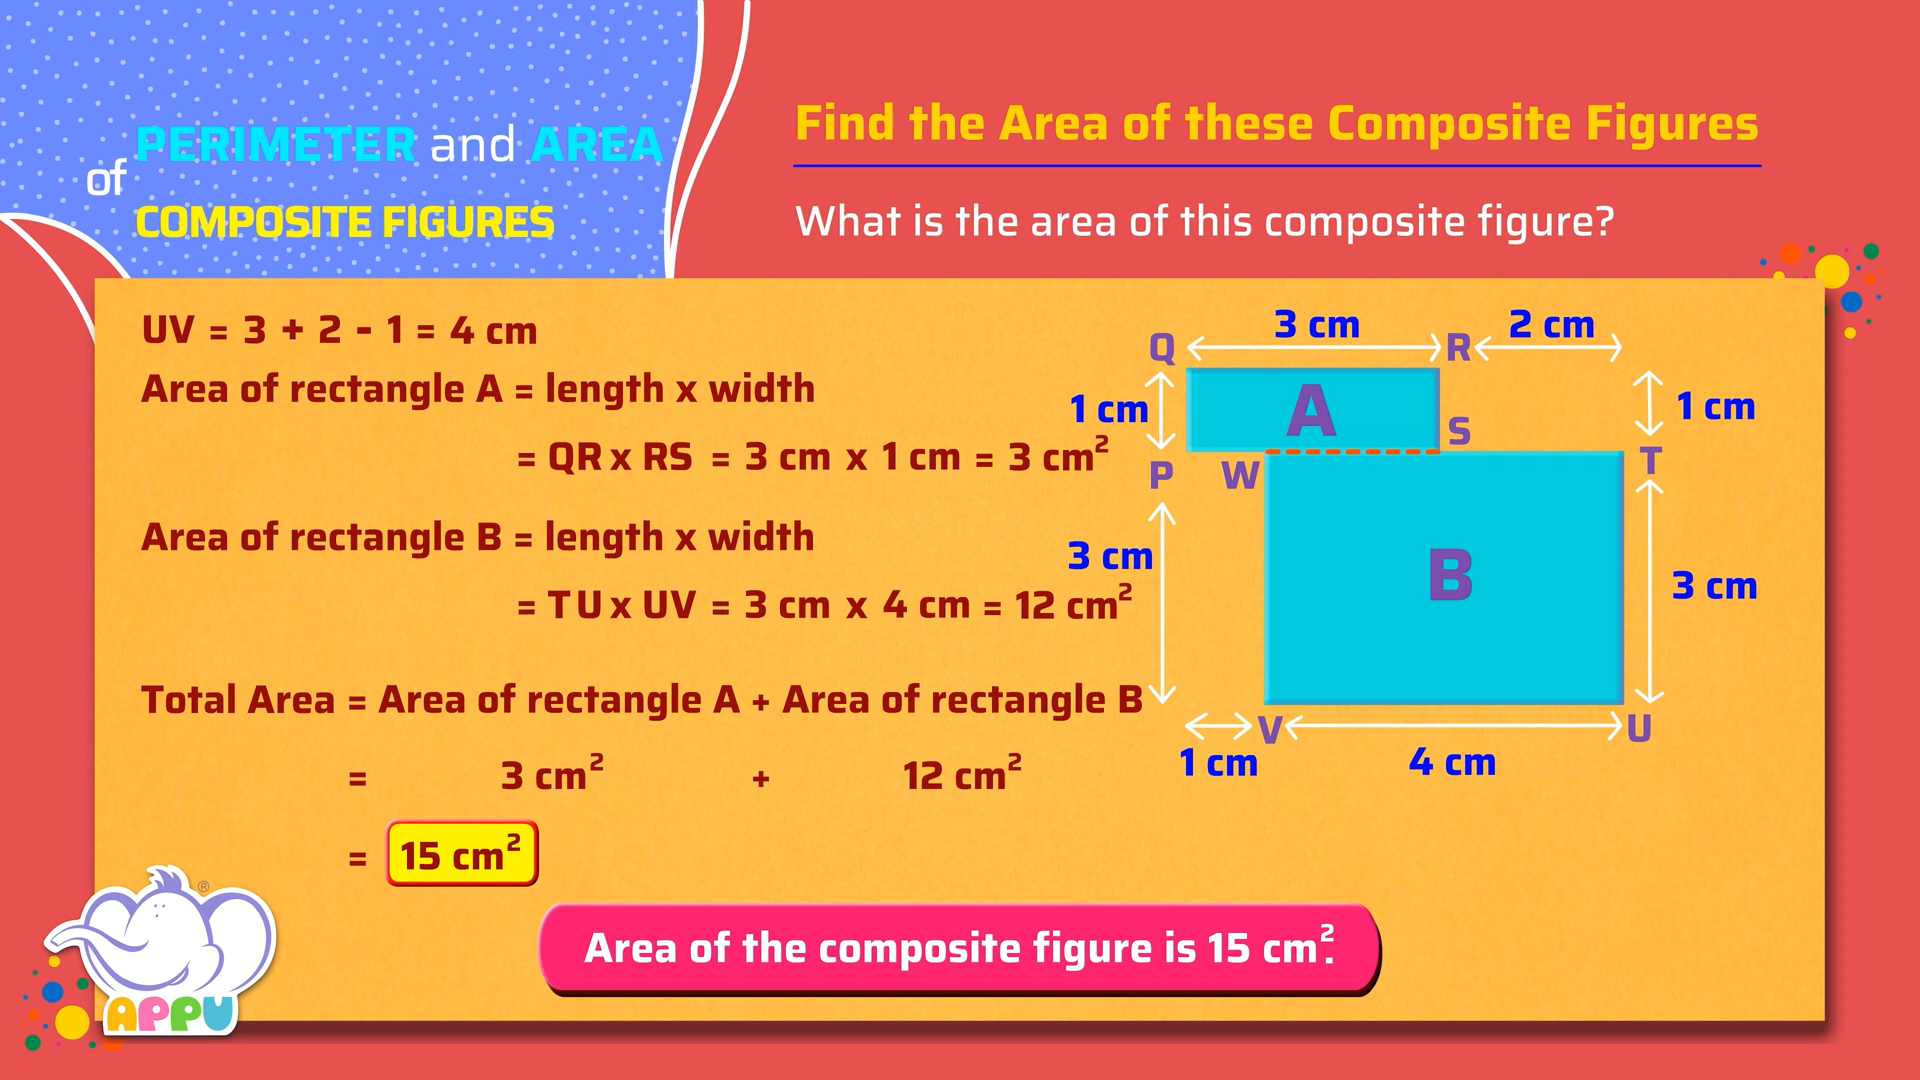 PERIMETER and AREA
of
COMPOSITE FIGURES
Find the Area of these Composite Figures
What is the area of this composite figure?
UV = 3 + 2 - 1 = 4 cm
Area of rectangle A = length x width
= QR x RS = 3 cm x 1 cm = 3 cm²
Area of rectangle B = length x width
= TU x UV = 3 cm x 4 cm = 12 cm²
Total Area = Area of rectangle A + Area of rectangle B
= 3 cm² + 12 cm²
= 15 cm²
3 cm 2 cm
Q R
1 cm A 1 cm
S
P W T
3 cm B 3 cm
V U
1 cm 4 cm
Area of the composite figure is 15 cm².
®
APPU